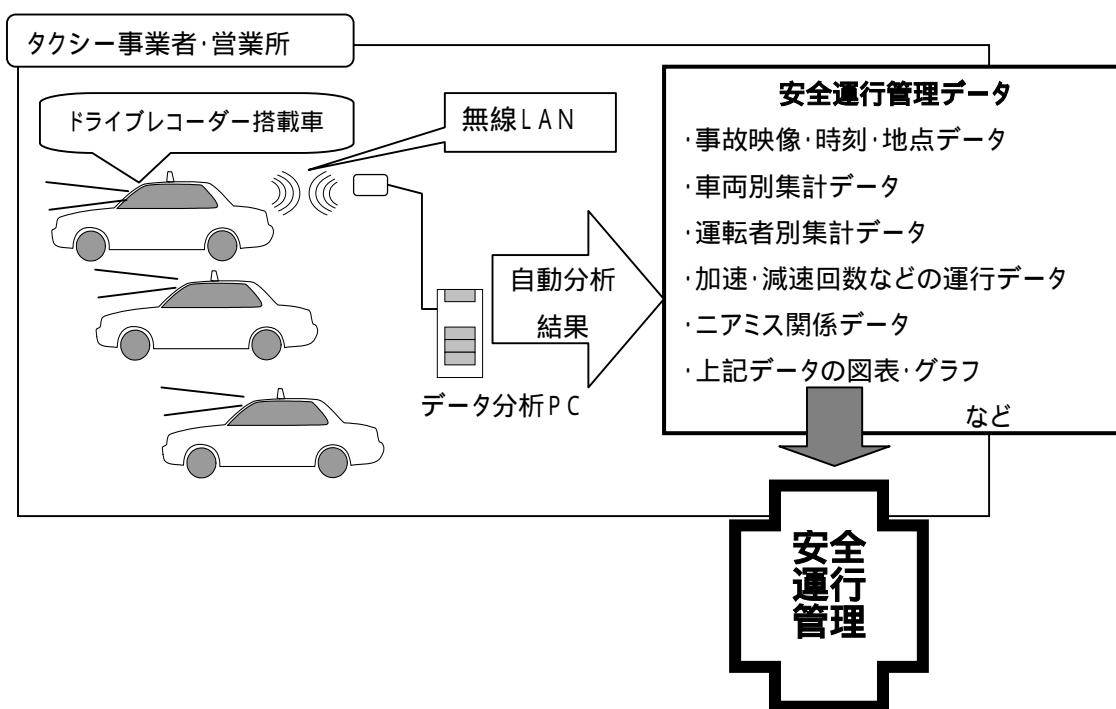 タクシー事業者・営業所
ドライブレコーダー搭載車
無線LAN
データ分析PC
自動分析
結果
安全運行管理データ
・事故映像・時刻・地点データ
・車両別集計データ
・運転者別集計データ
・加速・減速回数などの運行データ
・ニアミス関係データ
・上記データの図表・グラフ
など
安全
運行
管理